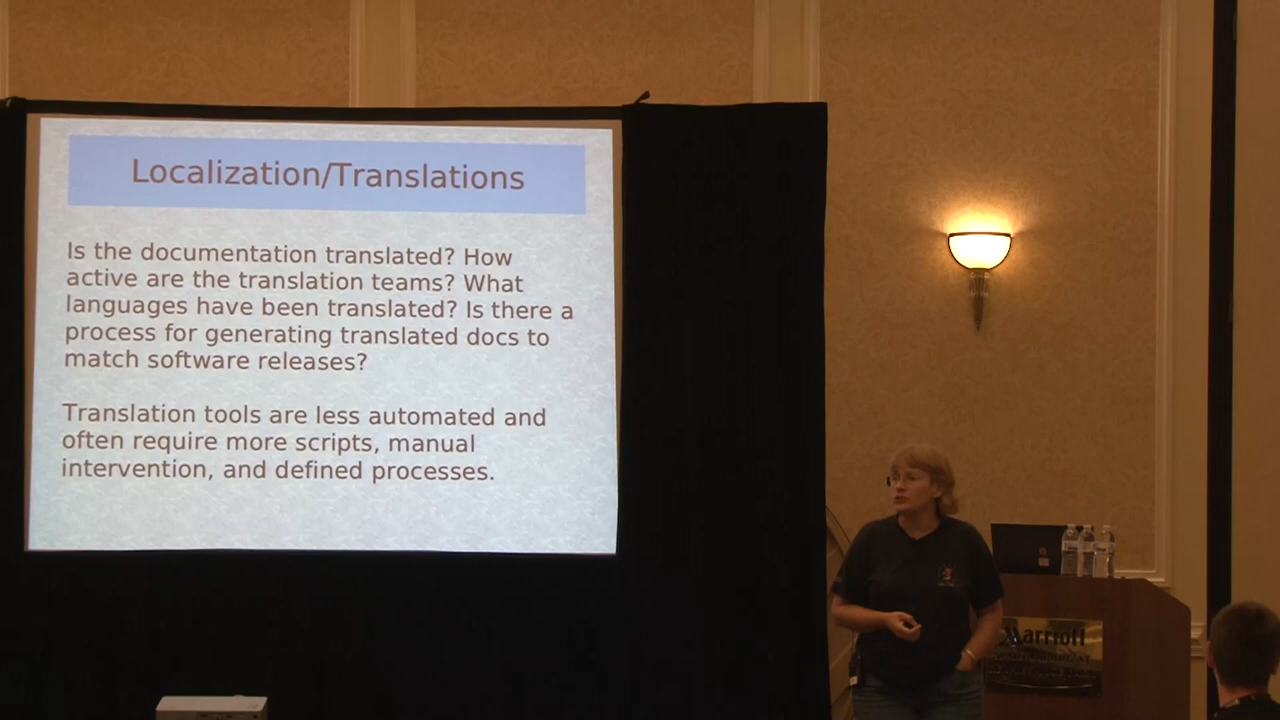 Localization/Translations
Is the documentation translated? How
active are the translation teams? What
languages have been translated? Is there a
process for generating translated docs to
match software releases?
Translation tools are less automated and
often require more scripts, manual
intervention, and defined processes.
Marriott